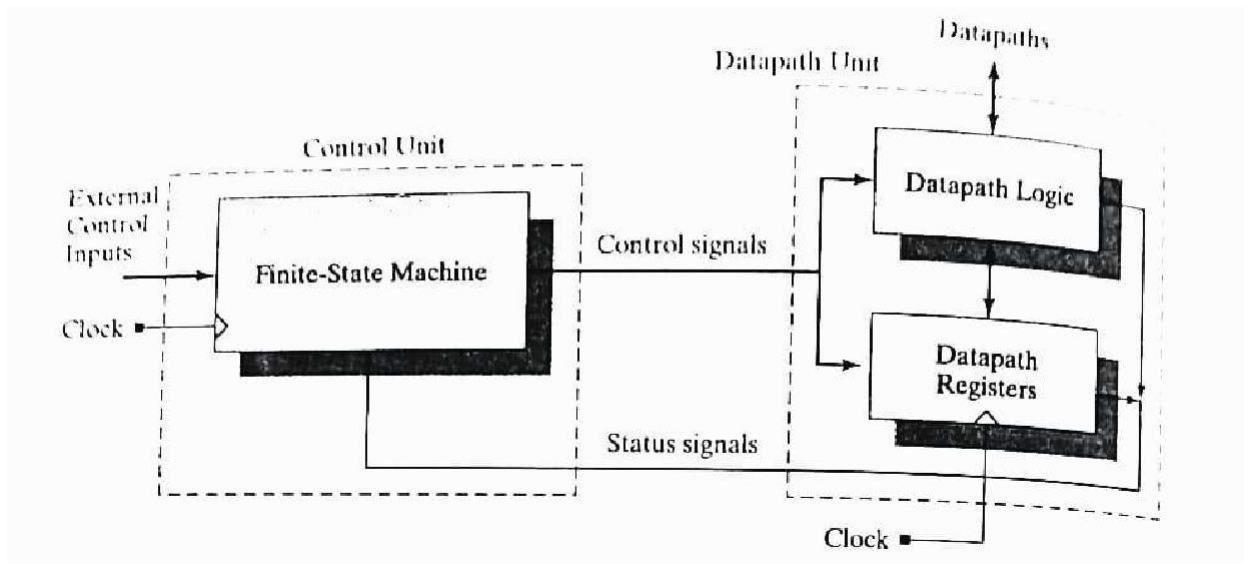 Datapaths
Datapath Unit
Control Unit
External
Control
Inputs
Datapath Logic
Control signals
Finite-State Machine
Clock
Datapath
Registers
Status signals
Clock